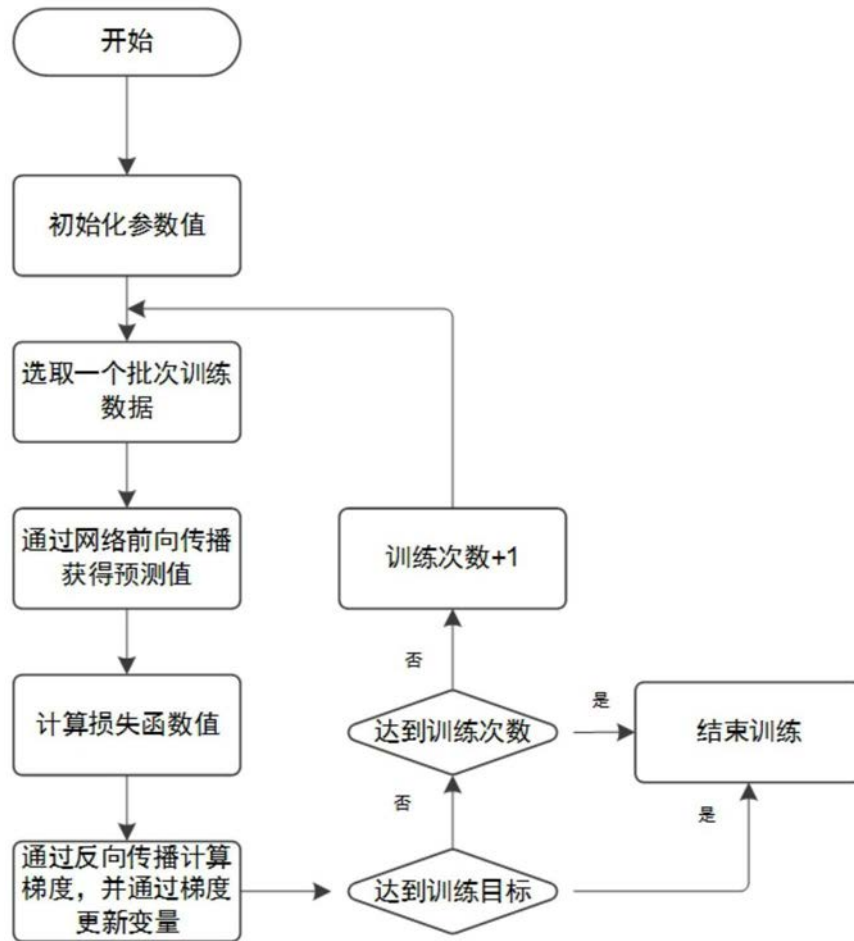 开始
初始化参数值
选取一个批次训练
数据
通过网络前向传播
获得预测值
计算损失函数值
通过反向传播计算
梯度，并通过梯度
更新变量
达到训练目标
否
是
达到训练次数
否
是
训练次数+1
结束训练